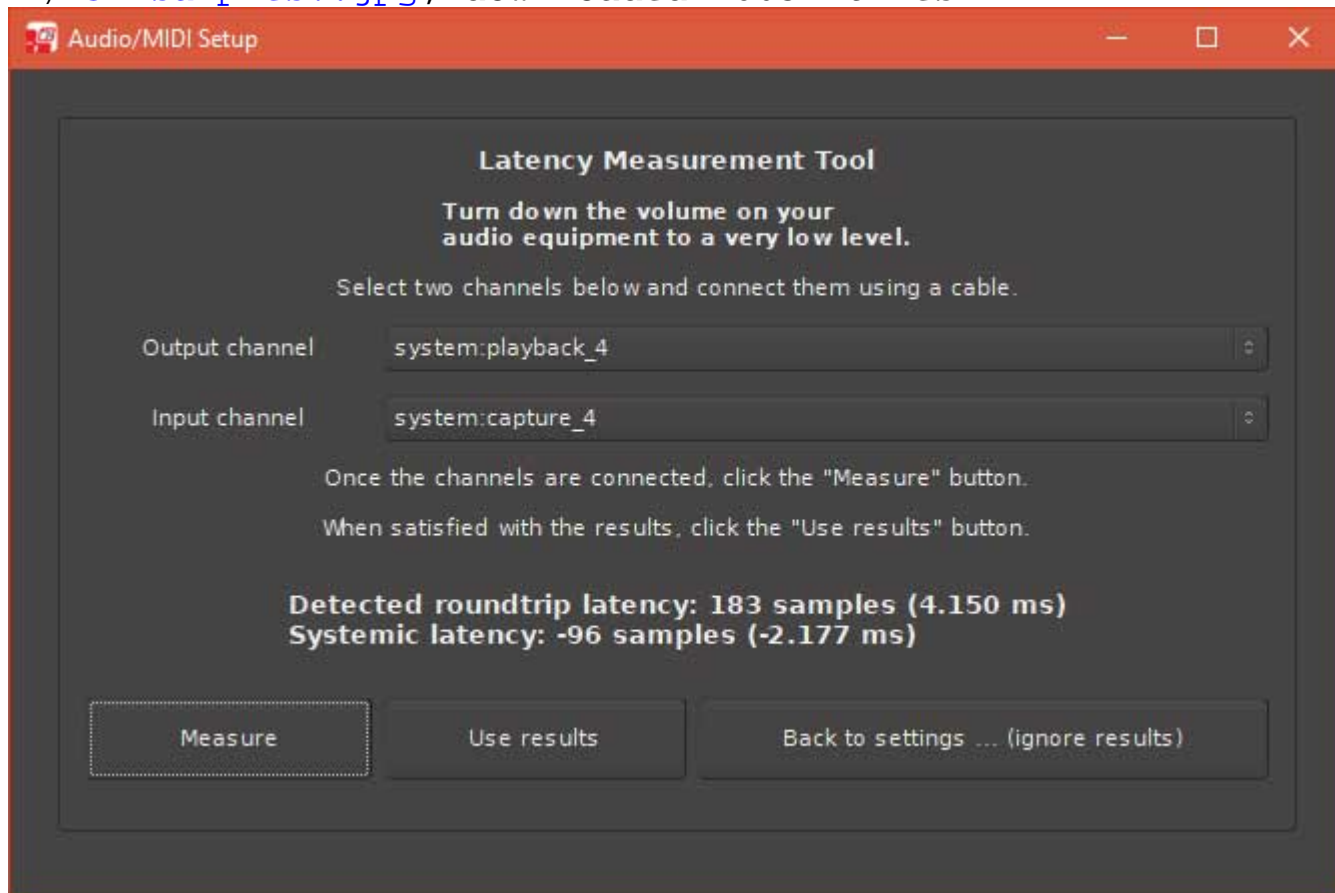 Audio/MIDI Setup
Latency Measurement Tool
Turn down the volume on your
audio equipment to a very low level.
Select two channels below and connect them using a cable.
Output channel system:playback_4
Input channel system:capture_4
Once the channels are connected, click the "Measure" button.
When satisfied with the results, click the "Use results" button.
Detected roundtrip latency: 183 samples (4.150 ms)
Systemic latency: -96 samples (-2.177 ms)
Measure Use results Back to settings ... (ignore results)